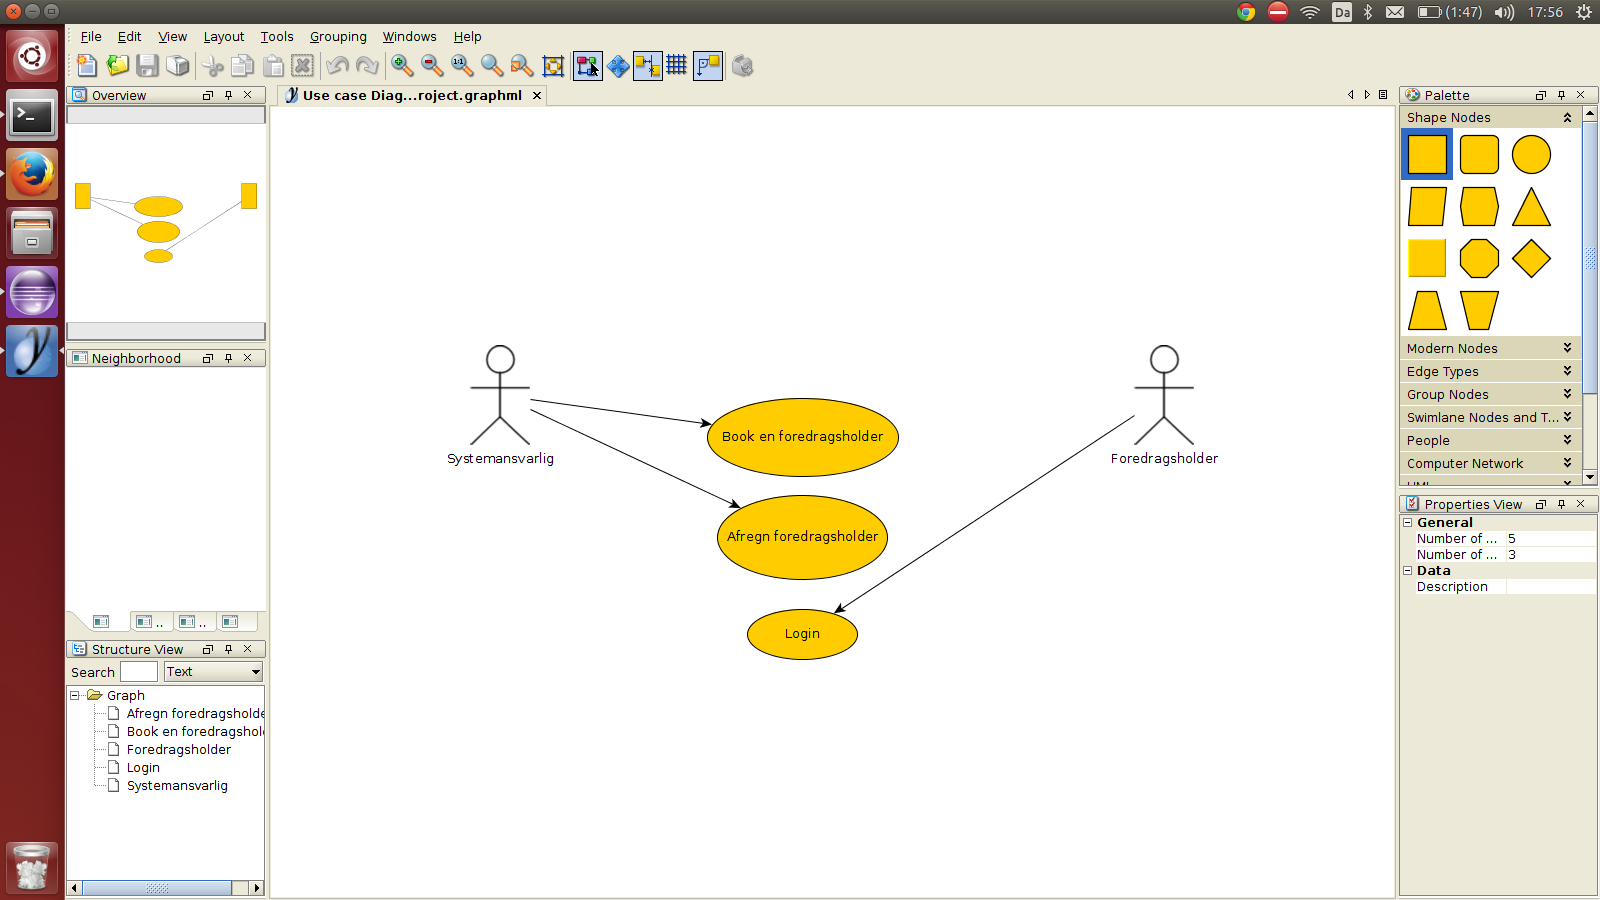 Da
(1:47)
17:56
File Edit View Layout Tools Grouping Windows Help
1:1
Overview
Use case Diag...roject.graphml
Palette
Shape Nodes
Modern Nodes
Edge Types
Group Nodes
Swimlane Nodes and T...
People
Computer Network
Neighborhood
..
..
Structure View
Search
Text
Graph
Afregn foredragsholde
Book en foredragshol
Foredragsholder
Login
Systemansvarlig
Systemansvarlig
Foredragsholder
Book en foredragsholder
Afregn foredragsholder
Login
Properties View
General
Number of ... 5
Number of ... 3
Data
Description